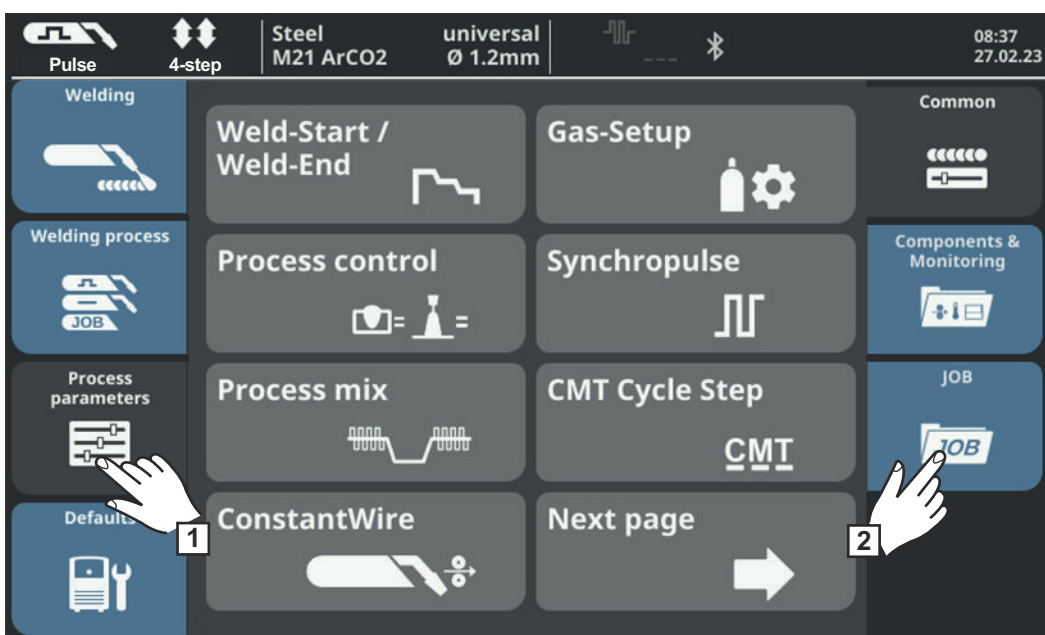 Pulse
4-step
Steel universal
M21 ArCO2 Ø 1.2mm
---
08:37
27.02.23
Welding
Welding process
JOB
Process
parameters
Defaults
Weld-Start /
Weld-End
Gas-Setup
Process control
Synchropulse
Process mix
CMT Cycle Step
CMT
ConstantWire
Next page
Common
Components &
Monitoring
JOB
JOB
1
2